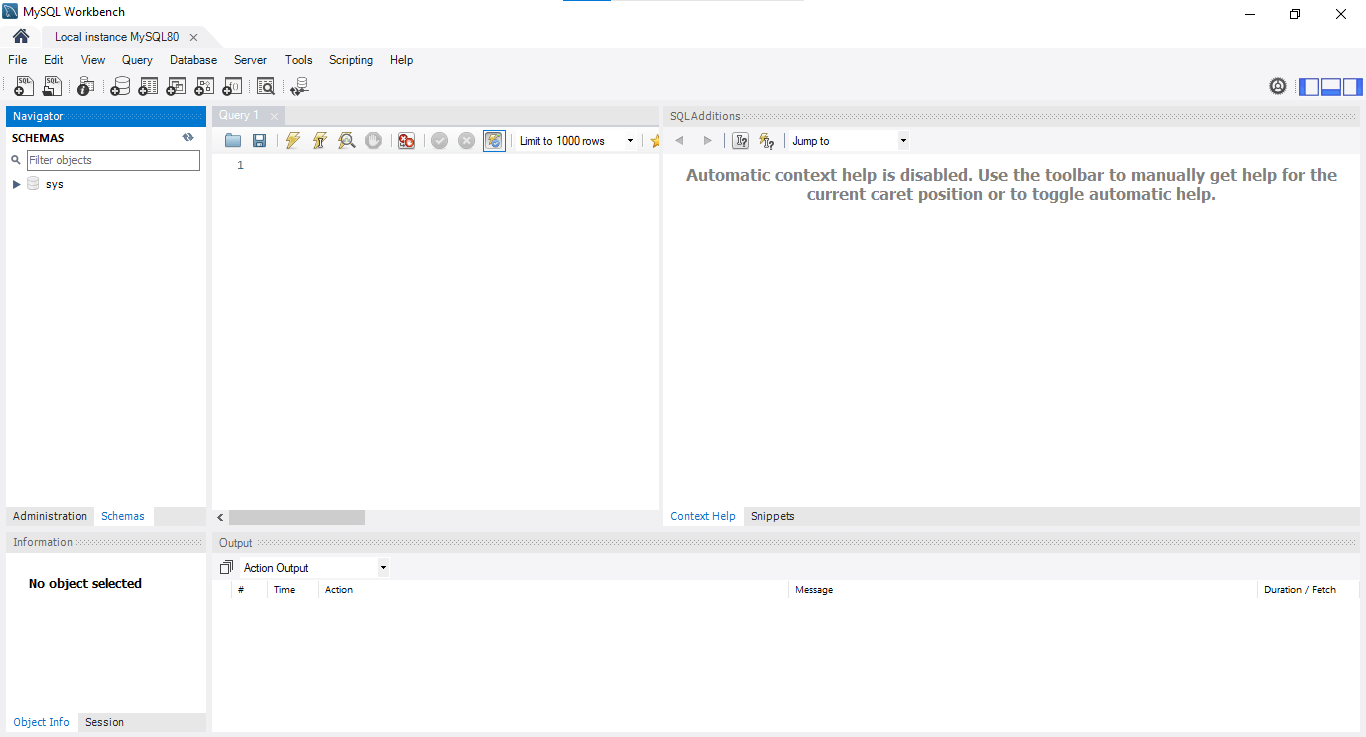 MySQL Workbench
Local instance MySQL80
File Edit View Query Database Server Tools Scripting Help
Navigator
SCHEMAS
Filter objects
sys
Administration Schemas
Information
No object selected
Object Info Session
Query 1
Limit to 1000 rows
1
SQLAdditions
Jump to
Automatic context help is disabled. Use the toolbar to manually get help for the
current caret position or to toggle automatic help.
Context Help Snippets
Output
Action Output
# Time Action Message Duration / Fetch